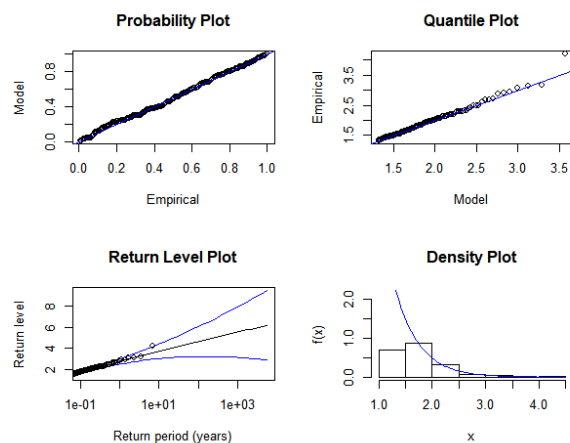 Probability Plot
Model
0.0 0.4 0.8
0.0 0.2 0.4 0.6 0.8 1.0
Empirical
Quantile Plot
Empirical
1.5 2.5 3.5
1.5 2.0 2.5 3.0 3.5
Model
Return Level Plot
Return level
2 4 6 8
1e-01 1e+01 1e+03
Return period (years)
Density Plot
f(x)
0.0 1.0 2.0
1.0 2.0 3.0 4.0
x